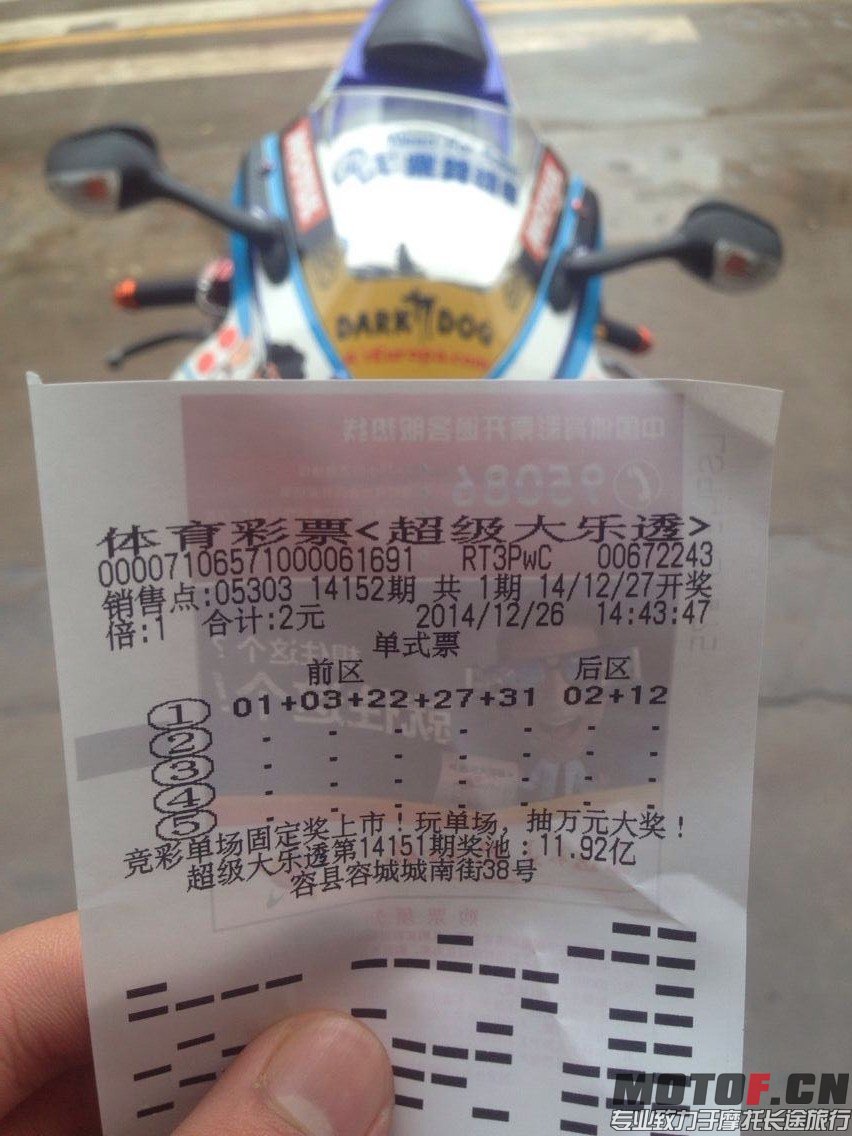 DARK DOG
体育彩票<超级大乐透>
00007106571000061691 RT3PwC 00672243
销售点:05303 14152期 共 1期 14/12/27开奖
倍:1 合计:2元 2014/12/26 14:43:47
单式票
前区 后区
① 01+03+22+27+31 02+12
② - - - - - - -
③ - - - - - - -
④ - - - - - - -
⑤ - - - - - - -
竞彩单场固定奖上市！玩单场，抽万元大奖！
超级大乐透第14151期奖池：11.92亿
容县容城城南街38号
MOTOF.CN
专业致力于摩托长途旅行